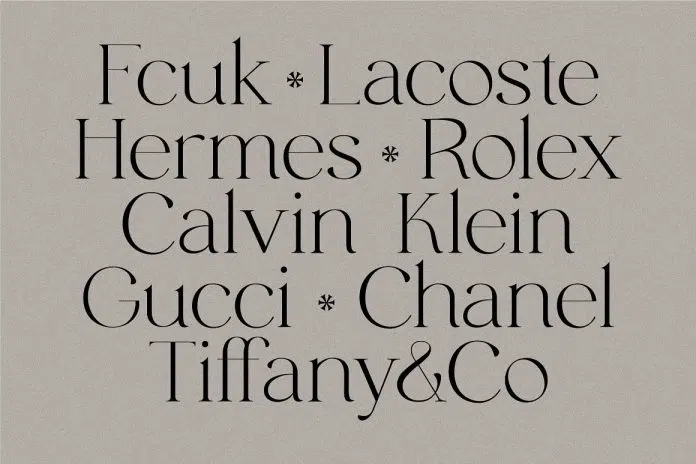 Fcuk * Lacoste
Hermes * Rolex
Calvin Klein
Gucci * Chanel
Tiffany&Co